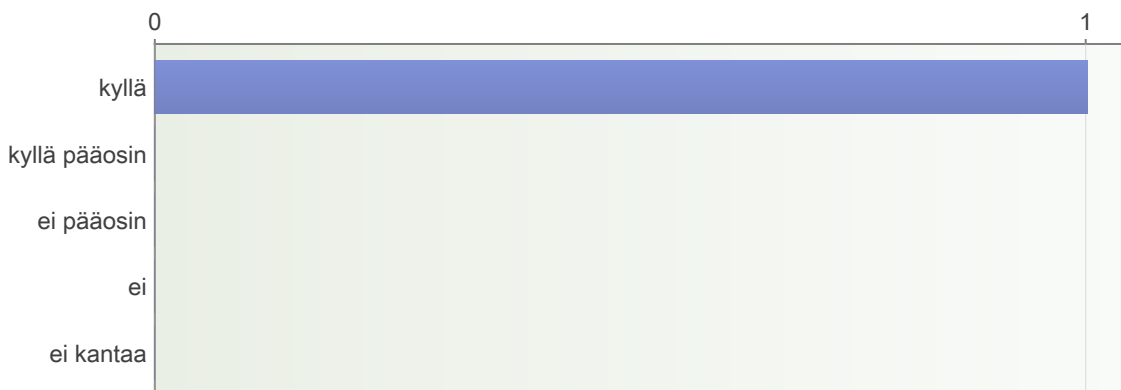 0 1
kyllä
kyllä pääosin
ei pääosin
ei
ei kantaa